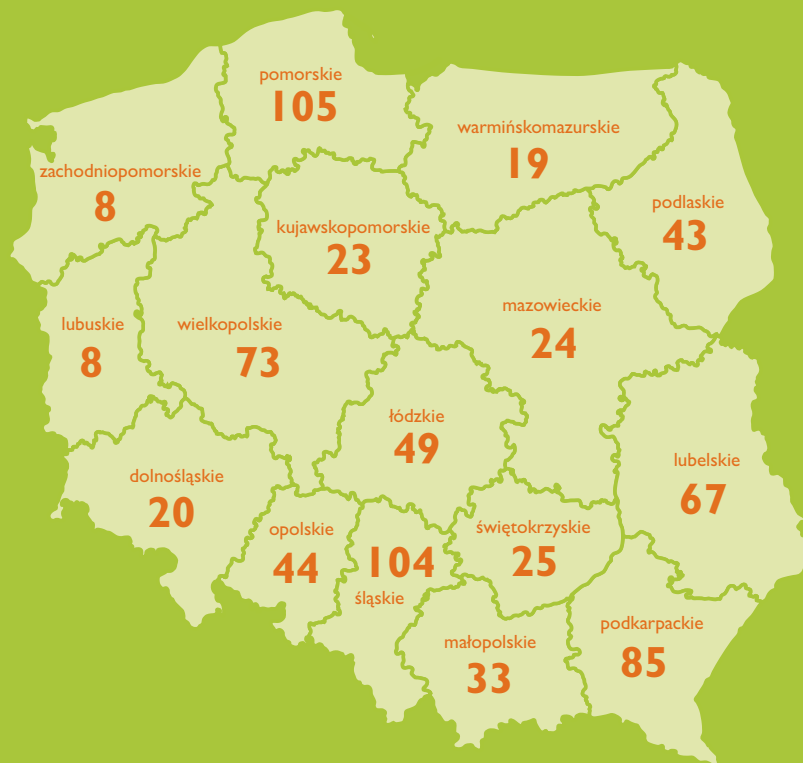 pomorskie
105
warmińskomazurskie
19
zachodniopomorskie
8
podlaskie
43
kujawskopomorskie
23
mazowieckie
24
lubuskie
8
wielkopolskie
73
łódzkie
49
lubelskie
67
dolnośląskie
20
opolskie
44
104
śląskie
świętokrzyskie
25
małopolskie
33
podkarpackie
85